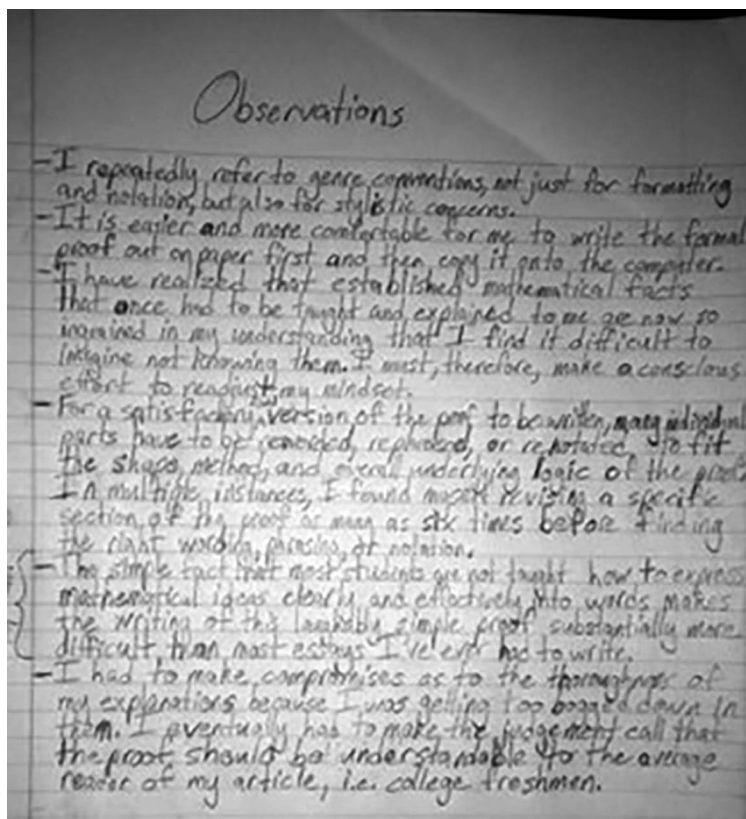 Observations
- I repeatedly refer to genre conventions, not just for formatting
and notation, but also for stylistic concerns.
- It is easier and more comfortable for me to write the formal
proof out on paper first and then copy it onto the computer.
- I have realized that established mathematical facts
that once had to be taught and explained to me are now so
ingrained in my understanding that I find it difficult to
imagine not knowing them. I must, therefore, make a conscious
effort to readjust my mindset.
- For a satisfactory version of the proof to be written, many individual
parts have to be reworded, rephrased, or renotated, to fit
the shape, method, and overall underlying logic of the proof.
In multiple instances, I found myself revising a specific
section of the proof as many as six times before finding
the right wording, phrasing, or notation.
- The simple fact that most students are not taught how to express
mathematical ideas clearly and effectively into words makes
the writing of this laughably simple proof substantially more
difficult than most essays I've ever had to write.
- I had to make compromises as to the thoroughness of
my explanations because I was getting too bogged down in
them. I eventually had to make the judgement call that
the proof should be understandable to the average
reader of my article, i.e. college freshmen.